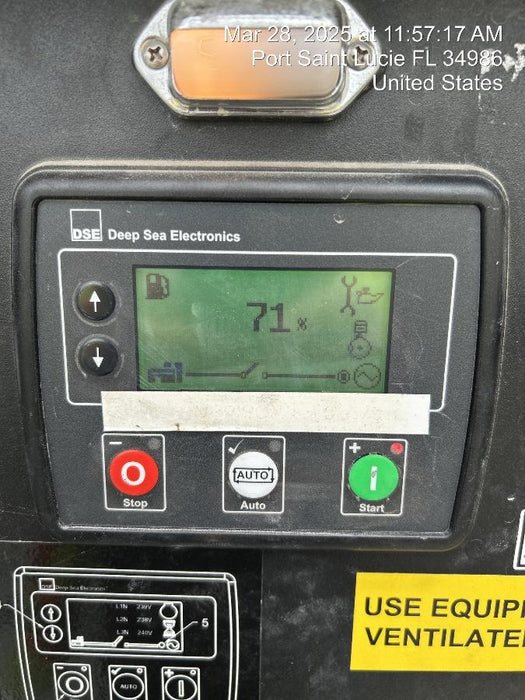 Mar 28, 2025 at 11:57:17 AM
Port Saint Lucie FL 34986
United States
DSE Deep Sea Electronics
71 %
Stop
AUTO
Auto
Start
DSE Deep Sea Electronics
L1N 239V
L2N 238V
L3N 240V
5
AUTO
USE EQUIP
VENTILATE